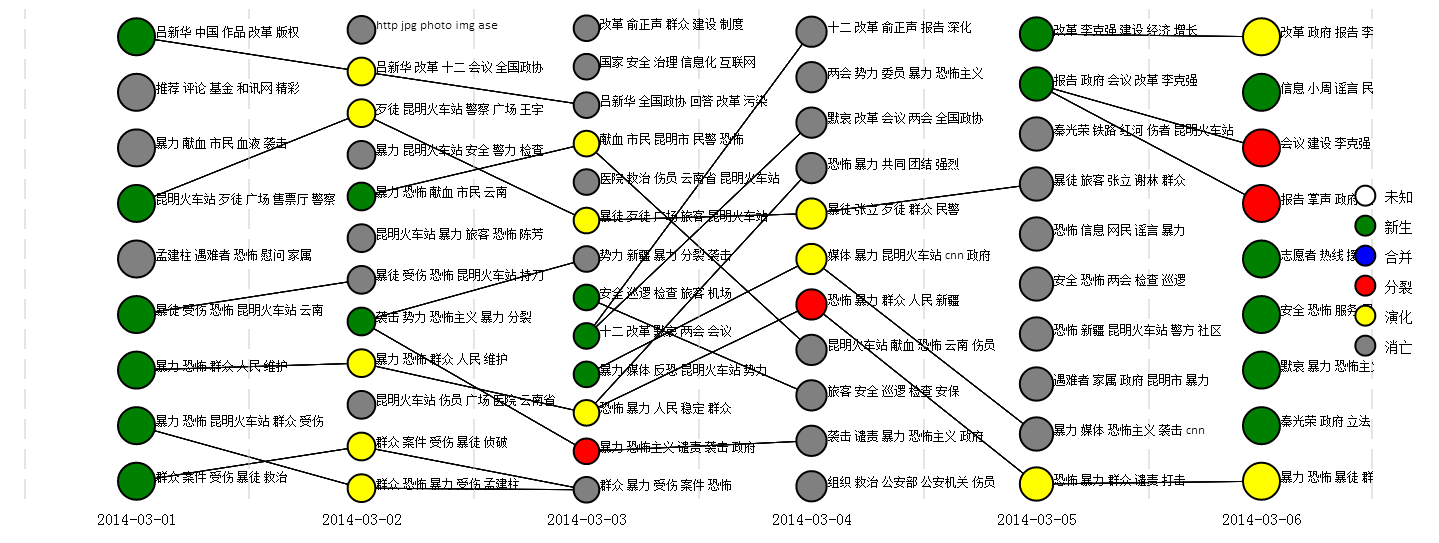 吕新华 中国 作品 改革 版权
推荐 评论 基金 和讯网 精彩
暴力 献血 市民 血液 袭击
昆明火车站 歹徒 广场 售票厅 警察
孟建柱 遇难者 恐怖 慰问 家属
暴徒 受伤 恐怖 昆明火车站 云南
暴力 恐怖 群众 人民 维护
暴力 恐怖 昆明火车站 群众 受伤
群众 案件 受伤 暴徒 救治
2014-03-01
http jpg photo img ase
吕新华 改革 十二 会议 全国政协
歹徒 昆明火车站 警察 广场 王宇
暴力 昆明火车站 安全 警力 检查
暴力 恐怖 献血 市民 云南
昆明火车站 暴力 旅客 恐怖 陈芳
暴徒 受伤 恐怖 昆明火车站 持刀
袭击 势力 恐怖主义 暴力 分裂
暴力 恐怖 群众 人民 维护
昆明火车站 伤员 广场 医院 云南省
群众 案件 受伤 暴徒 侦破
群众 恐怖 暴力 受伤 孟建柱
2014-03-02
改革 俞正声 群众 建设 制度
国家 安全 治理 信息化 互联网
吕新华 全国政协 回答 改革 污染
献血 市民 昆明市 民警 恐怖
医院 救治 伤员 云南省 昆明火车站
暴徒 歹徒 广场 旅客 昆明火车站
势力 新疆 暴力 分裂 袭击
安全 巡逻 检查 旅客 机场
十二 改革 默哀 两会 会议
暴力 媒体 反恐 昆明火车站 势力
恐怖 暴力 人民 稳定 群众
暴力 恐怖主义 谴责 袭击 政府
群众 暴力 受伤 案件 恐怖
2014-03-03
十二 改革 俞正声 报告 深化
两会 势力 委员 暴力 恐怖主义
默哀 改革 会议 两会 全国政协
恐怖 暴力 共同 团结 强烈
暴徒 张立 歹徒 群众 民警
媒体 暴力 昆明火车站 cnn 政府
恐怖 暴力 群众 人民 新疆
昆明火车站 献血 恐怖 云南 伤员
旅客 安全 巡逻 检查 安保
袭击 谴责 暴力 恐怖主义 政府
组织 救治 公安部 公安机关 伤员
2014-03-04
改革 李克强 建设 经济 增长
报告 政府 会议 改革 李克强
秦光荣 铁路 红河 伤者 昆明火车站
暴徒 旅客 张立 谢林 群众
恐怖 信息 网民 谣言 暴力
安全 恐怖 两会 检查 巡逻
恐怖 新疆 昆明火车站 警方 社区
遇难者 家属 政府 昆明市 暴力
暴力 媒体 恐怖主义 袭击 cnn
恐怖 暴力 群众 谴责 打击
2014-03-05
改革 政府 报告 李
信息 小周 谣言 民
会议 建设 李克强
报告 掌声 政府
志愿者 热线
安全 恐怖 服务
默哀 暴力 恐怖主
秦光荣 政府 立法
暴力 恐怖 暴徒 群
2014-03-06
未知
新生
合并
分裂
演化
消亡